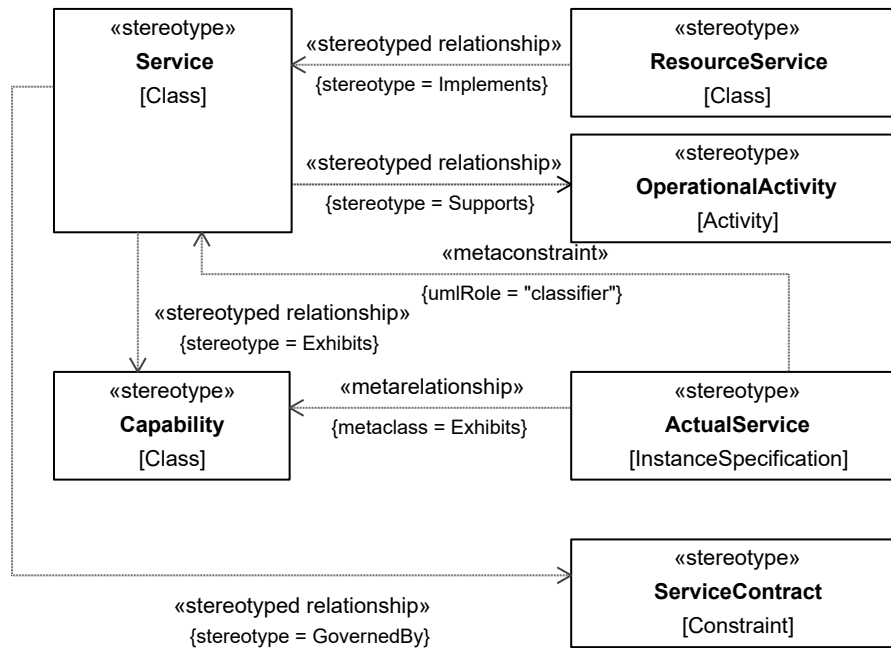 «stereotype»
Service
[Class]
«stereotyped relationship»
{stereotype = Implements}
«stereotype»
ResourceService
[Class]
«stereotyped relationship»
{stereotype = Supports}
«stereotype»
OperationalActivity
[Activity]
«metaconstraint»
{umlRole = "classifier"}
«stereotyped relationship»
{stereotype = Exhibits}
«stereotype»
Capability
[Class]
«metarelationship»
{metaclass = Exhibits}
«stereotype»
ActualService
[InstanceSpecification]
«stereotype»
ServiceContract
[Constraint]
«stereotyped relationship»
{stereotype = GovernedBy}